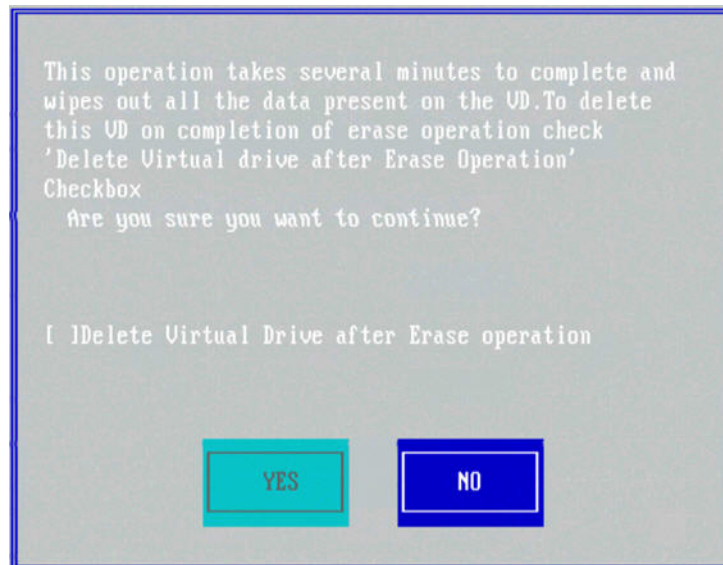 This operation takes several minutes to complete and
wipes out all the data present on the VD.To delete
this VD on completion of erase operation check
'Delete Virtual drive after Erase Operation'
Checkbox
Are you sure you want to continue?
[ ]Delete Virtual Drive after Erase operation
YES NO